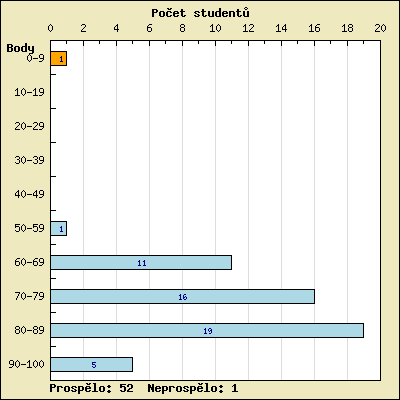 Počet studentů
0 2 4 6 8 10 12 14 16 18 20
Body
0-9 1
10-19
20-29
30-39
40-49
50-59 1
60-69 11
70-79 16
80-89 19
90-100 5
Prospělo: 52 Neprospělo: 1